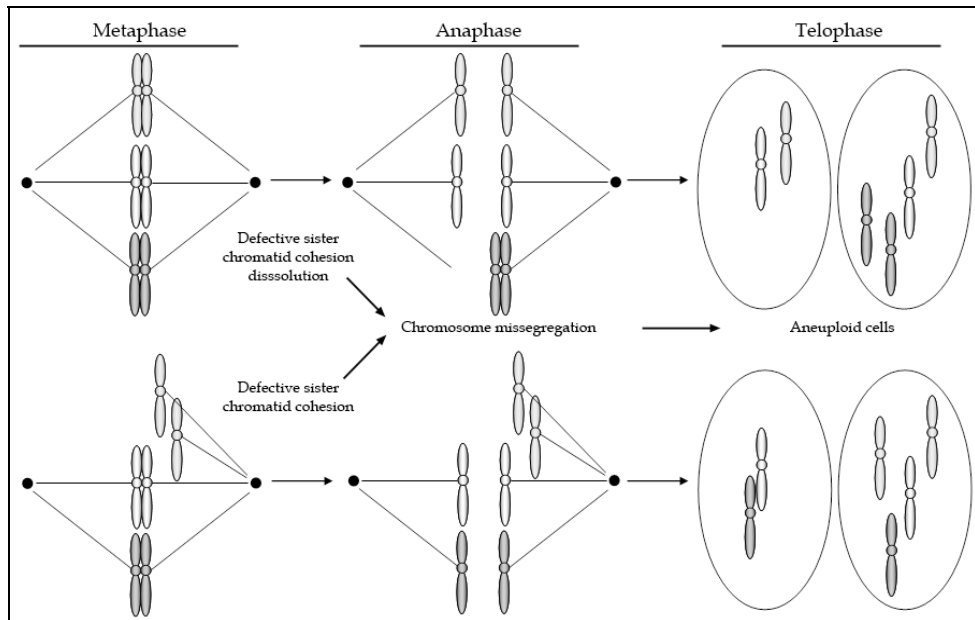 Metaphase
Anaphase
Telophase
Defective sister
chromatid cohesion
disssolution
Chromosome missegregation
Aneuploid cells
Defective sister
chromatid cohesion